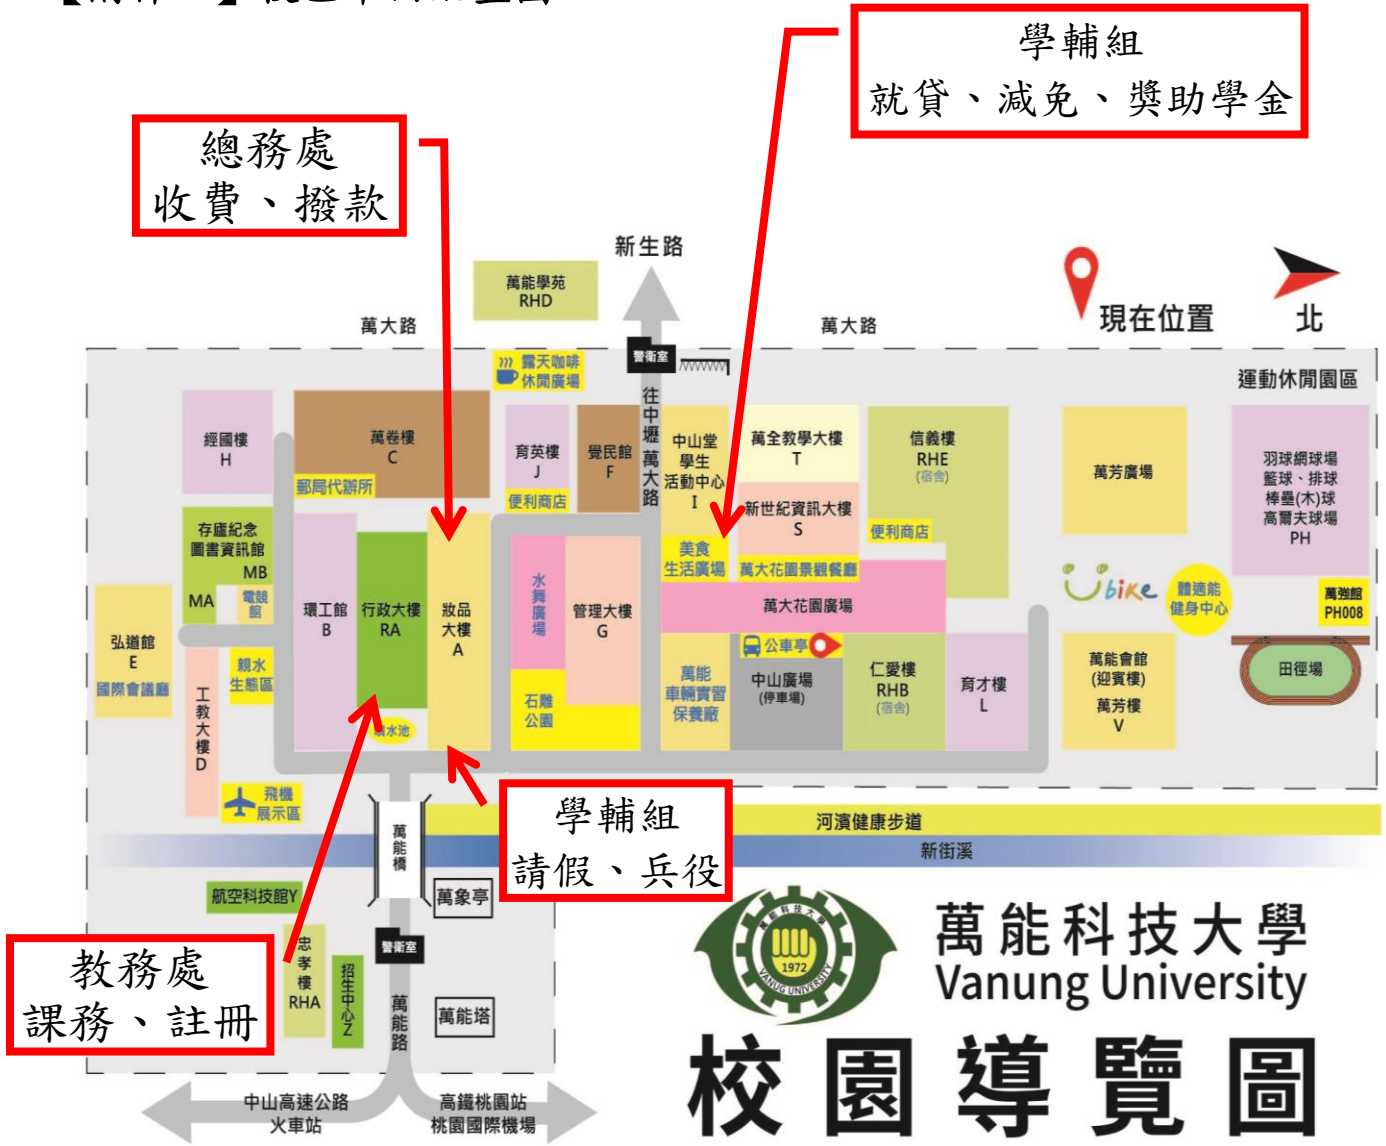 學輔組
就貸、減免、獎助學金
總務處
收費、撥款
新生路
萬能學苑
RHD
萬大路
萬大路
現在位置
北
警衛室
露天咖啡
休閒廣場
運動休閒園區
經國樓
H
萬卷樓
C
郵局代辦所
育英樓
J
便利商店
覺民館
F
往中壢 萬大路
中山堂
學生
活動中心
I
萬全教學大樓
T
信義樓
RHE
(宿舍)
萬芳廣場
羽球網球場
籃球、排球
棒壘(木)球
高爾夫球場
PH
新世紀資訊大樓
S
便利商店
存廬紀念
圖書資訊館
MB
MA
電競
館
美食
生活廣場
萬大花園景觀餐廳
萬大花園廣場
Ubike
體適能
健身中心
萬強館
PH008
弘道館
E
國際會議廳
環工館
B
行政大樓
RA
妝品
大樓
A
水舞廣場
管理大樓
G
親水
生態區
工教大樓D
石雕
公園
萬能
車輛實習
保養廠
公車亭
中山廣場
(停車場)
仁愛樓
RHB
(宿舍)
育才樓
L
萬能會館
(迎賓樓)
萬芳樓
V
田徑場
水池
飛機
展示區
學輔組
請假、兵役
河濱健康步道
新街溪
萬能橋
航空科技館Y
萬象亭
警衛室
忠孝樓
RHA
招生中心Z
萬能路
萬能塔
教務處
課務、註冊
中山高速公路
火車站
高鐵桃園站
桃園國際機場
萬能科技大學
1972
VANUNG UNIVERSITY
萬能科技大學
Vanung University
校園導覽圖